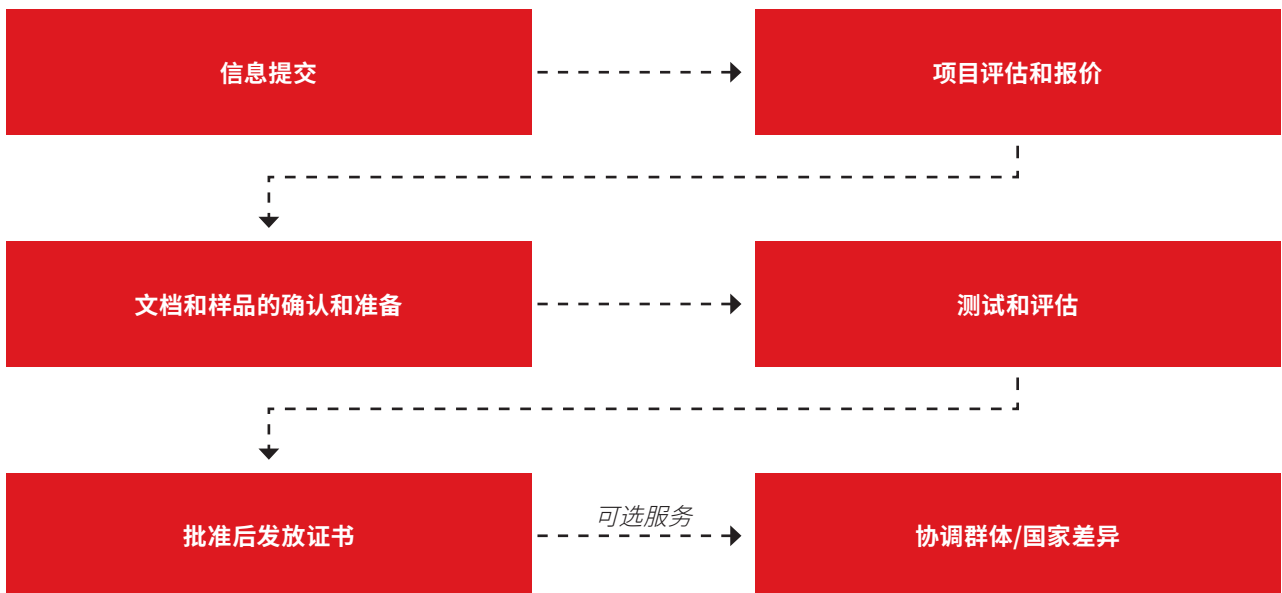 信息提交
项目评估和报价
文档和样品的确认和准备
测试和评估
批准后发放证书
可选服务
协调群体/国家差异